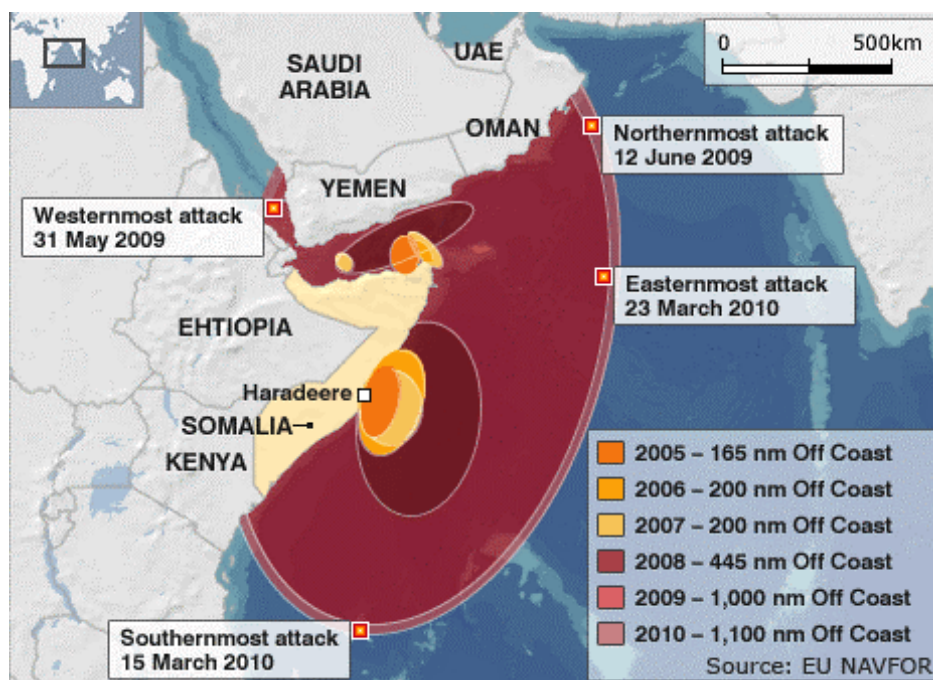 0 500km
UAE
SAUDI
ARABIA
OMAN
Northernmost attack
12 June 2009
YEMEN
Westernmost attack
31 May 2009
Easternmost attack
23 March 2010
EHTIOPIA
Haradeere
SOMALIA
KENYA
2005 – 165 nm Off Coast
2006 – 200 nm Off Coast
2007 – 200 nm Off Coast
2008 – 445 nm Off Coast
2009 – 1,000 nm Off Coast
2010 – 1,100 nm Off Coast
Southernmost attack
15 March 2010
Source: EU NAVFOR